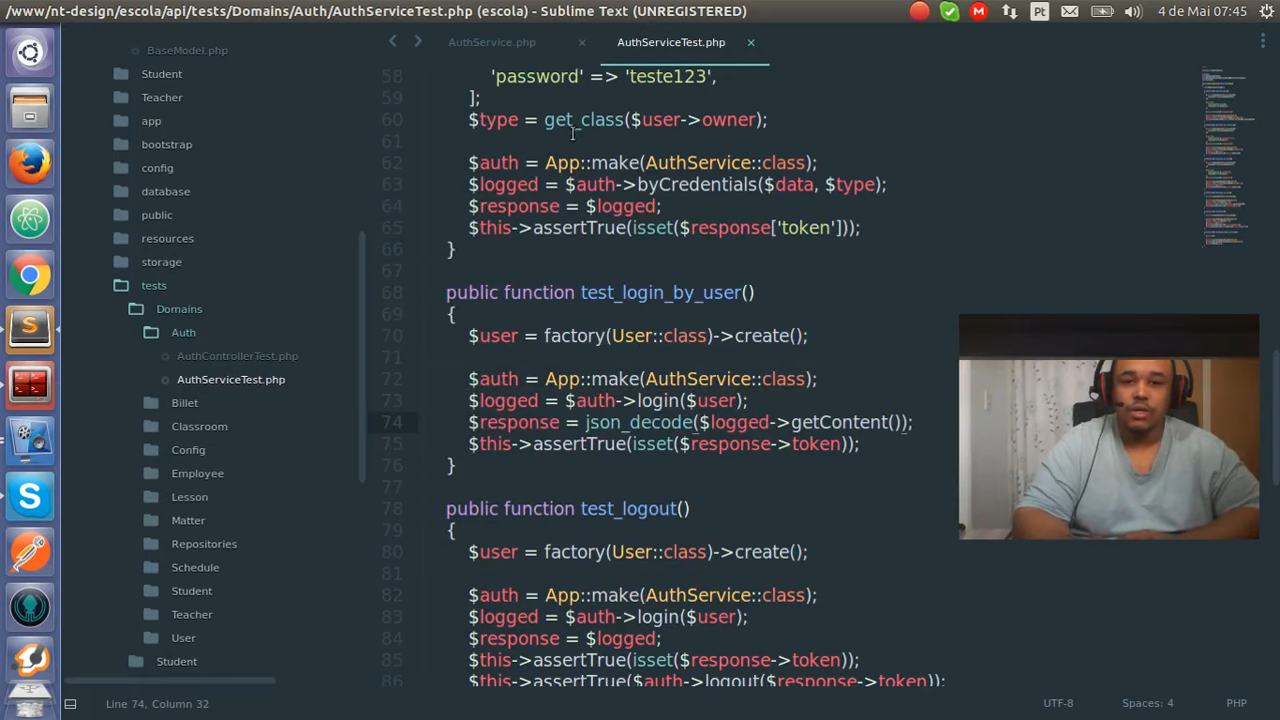 /www/nt-design/escola/api/tests/Domains/Auth/AuthServiceTest.php (escola) - Sublime Text (UNREGISTERED)
Pt
4 de Mai 07:45
BaseModel.php
Student
Teacher
app
bootstrap
config
database
public
resources
storage
tests
Domains
Auth
AuthControllerTest.php
AuthServiceTest.php
Billet
Classroom
Config
Employee
Lesson
Matter
Repositories
Schedule
Student
Teacher
User
Student
AuthService.php
AuthServiceTest.php
58 'password' => 'teste123',
59 ];
60 $type = get_class($user->owner);
61
62 $auth = App::make(AuthService::class);
63 $logged = $auth->byCredentials($data, $type);
64 $response = $logged;
65 $this->assertTrue(isset($response['token']));
66 }
67
68 public function test_login_by_user()
69 {
70 $user = factory(User::class)->create();
71
72 $auth = App::make(AuthService::class);
73 $logged = $auth->login($user);
74 $response = json_decode($logged->getContent());
75 $this->assertTrue(isset($response->token));
76 }
77
78 public function test_logout()
79 {
80 $user = factory(User::class)->create();
81
82 $auth = App::make(AuthService::class);
83 $logged = $auth->login($user);
84 $response = $logged;
85 $this->assertTrue(isset($response->token));
86 $this->assertTrue($auth->logout($response->token));
Line 74, Column 32
UTF-8
Spaces: 4
PHP